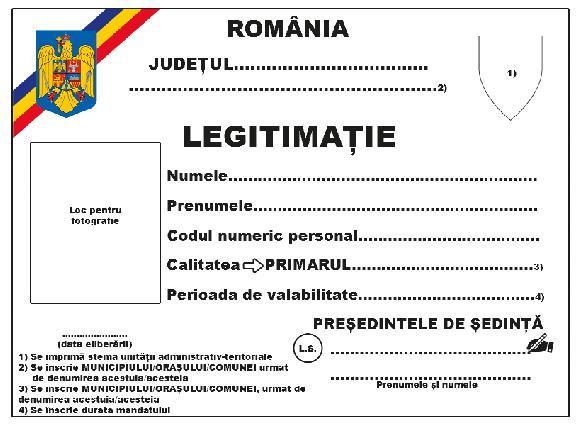 ROMÂNIA
JUDEȚUL...................................
........................................................2)
1)
LEGITIMAȚIE
Loc pentru
fotografie
Numele........................................................
Prenumele...................................................
Codul numeric personal.................................
Calitatea⇨PRIMARUL.................................3)
Perioada de valabilitate................................4)
PREȘEDINTELE DE ȘEDINȚĂ
......................
(data eliberării)
L.S.
....................................
....................................
Prenumele și numele
1) Se imprimă stema unității administrativ-teritoriale
2) Se înscrie MUNICIPIULUI/ORAȘULUI/COMUNEI urmat
de denumirea acestuia/acesteia
3) Se înscrie MUNICIPIULUI/ORAȘULUI/COMUNEI, urmat de
denumirea acestuia/acesteia
4) Se înscrie durata mandatului